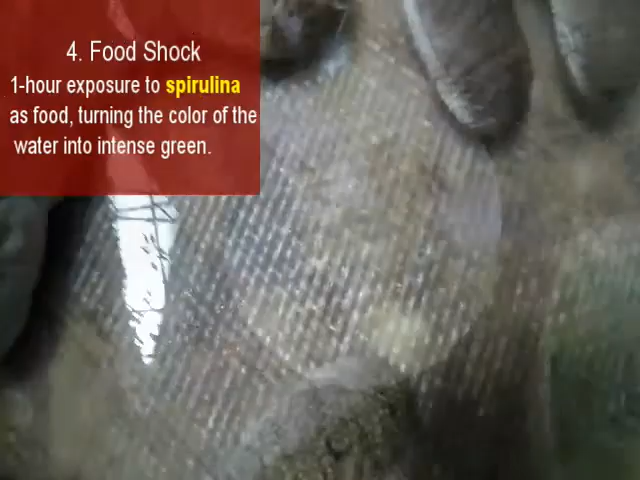 4. Food Shock
1-hour exposure to spirulina
as food, turning the color of the
water into intense green.